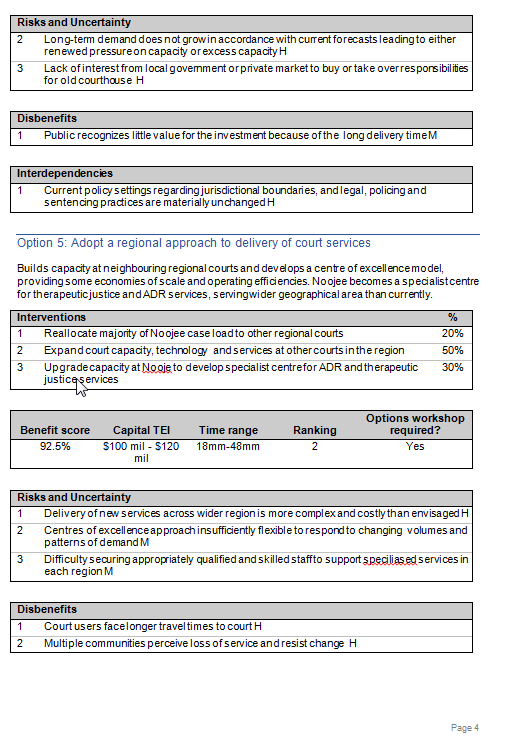 Risks and Uncertainty
2 Long-term demand does not grow in accordance with current forecasts leading to either
renewed pressure on capacity or excess capacity H
3 Lack of interest from local government or private market to buy or take over responsibilities
for old courthouse H
Disbenefits
1 Public recognizes little value for the investment because of the long delivery time M
Interdependencies
1 Current policy settings regarding jurisdictional boundaries, and legal, policing and
sentencing practices are materially unchanged H
Option 5: Adopt a regional approach to delivery of court services
Builds capacity at neighbouring regional courts and develops a centre of excellence model,
providing some economies of scale and operating efficiencies. Noojee becomes a specialist centre
for therapeutic justice and ADR services, serving wider geographical area than currently.
Interventions %
1 Reallocate majority of Noojee case load to other regional courts 20%
2 Expand court capacity, technology and services at other courts in the region 50%
3 Upgrade capacity at Nooje to develop specialist centre for ADR and therapeutic 30%
justice services
Options workshop
Benefit score Capital TEI Time range Ranking required?
92.5% $100 mil - $120 18mm-48mm 2 Yes
mil
Risks and Uncertainty
1 Delivery of new services across wider region is more complex and costly than envisaged H
2 Centres of excellence approach insufficiently flexible to respond to changing volumes and
patterns of demand M
3 Difficulty securing appropriately qualified and skilled staff to support speciliased services in
each region M
Disbenefits
1 Court users face longer travel times to court H
2 Multiple communities perceive loss of service and resist change H
Page 4